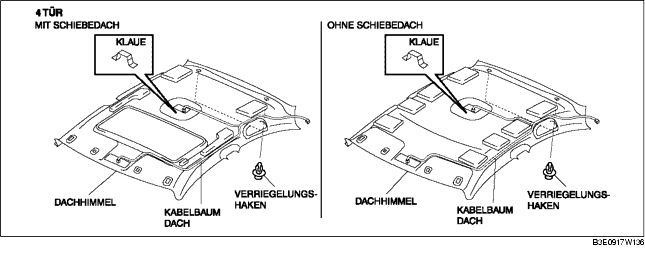 4 TÜR
MIT SCHIEBEDACH
KLAUE
DACHHIMMEL
KABELBAUM
DACH
VERRIEGELUNGS-
HAKEN
OHNE SCHIEBEDACH
KLAUE
DACHHIMMEL
KABELBAUM
DACH
VERRIEGELUNGS-
HAKEN
B3E0917W136